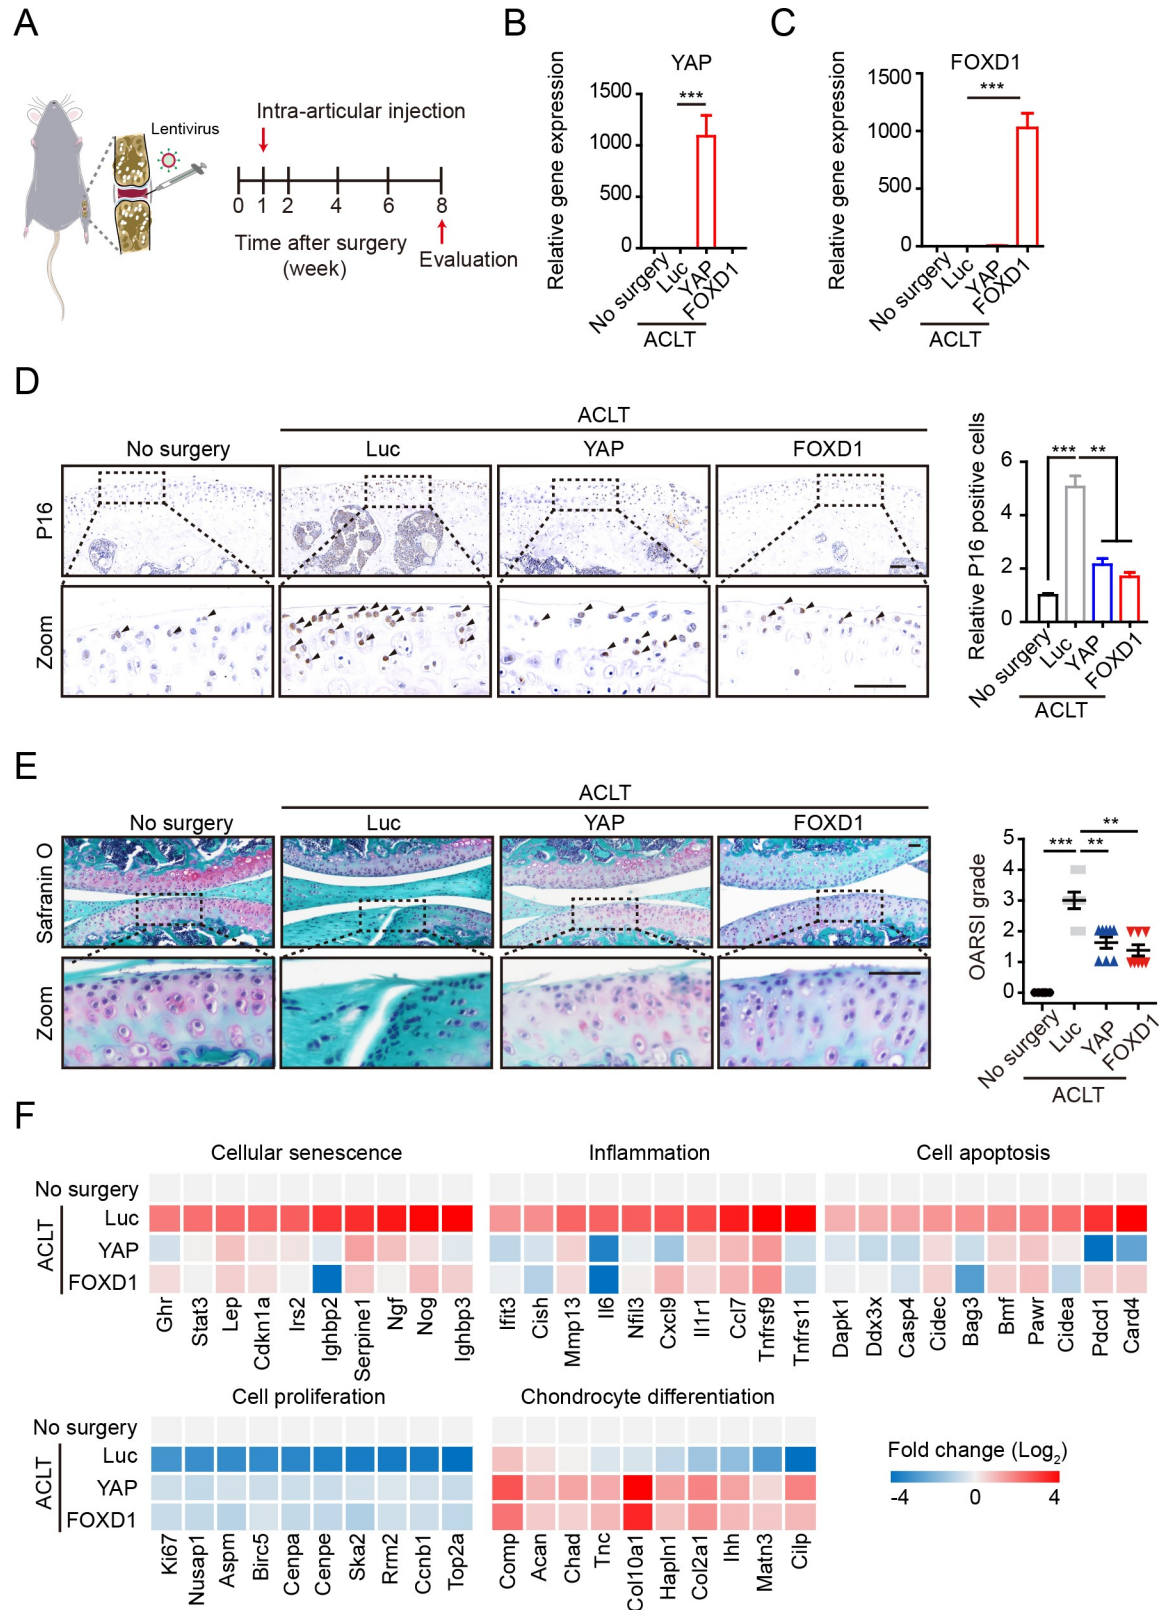 A
Lentivirus
Intra-articular injection
0 1 2 4 6 8
Time after surgery
(week)
Evaluation
B
YAP
Relative gene expression
1500
1000
500
0
***
No surgery
Luc
YAP
FOXD1
ACLT
C
FOXD1
Relative gene expression
1500
1000
500
0
***
No surgery
Luc
YAP
FOXD1
ACLT
D
ACLT
No surgery Luc YAP FOXD1
P16
Zoom
Relative P16 positive cells
6
4
2
0
*** **
No surgery
Luc
YAP
FOXD1
ACLT
E
ACLT
No surgery Luc YAP FOXD1
Safranin O
Zoom
OARSI grade
5
4
3
2
1
0
**
*** **
No surgery
Luc
YAP
FOXD1
ACLT
F
Cellular senescence Inflammation Cell apoptosis
No surgery
Luc
YAP
FOXD1
ACLT
Ghr Stat3 Lep Cdkn1a Irs2 Ighbp2 Serpine1 Ngf Nog Ighbp3
Ifit3 Cish Mmp13 Il6 Nfil3 Cxcl9 Il1r1 Ccl7 Tnfrsf9 Tnfrs11
Dapk1 Ddx3x Casp4 Cidec Bag3 Bmf Pawr Cidea Pdcd1 Card4
Cell proliferation Chondrocyte differentiation
No surgery
Luc
YAP
FOXD1
ACLT
Ki67 Nusap1 Aspm Birc5 Cenpa Cenpe Ska2 Rrm2 Ccnb1 Top2a
Comp Acan Chad Tnc Col10a1 Hapln1 Col2a1 Ihh Matn3 Cilp
Fold change (Log2)
-4 0 4